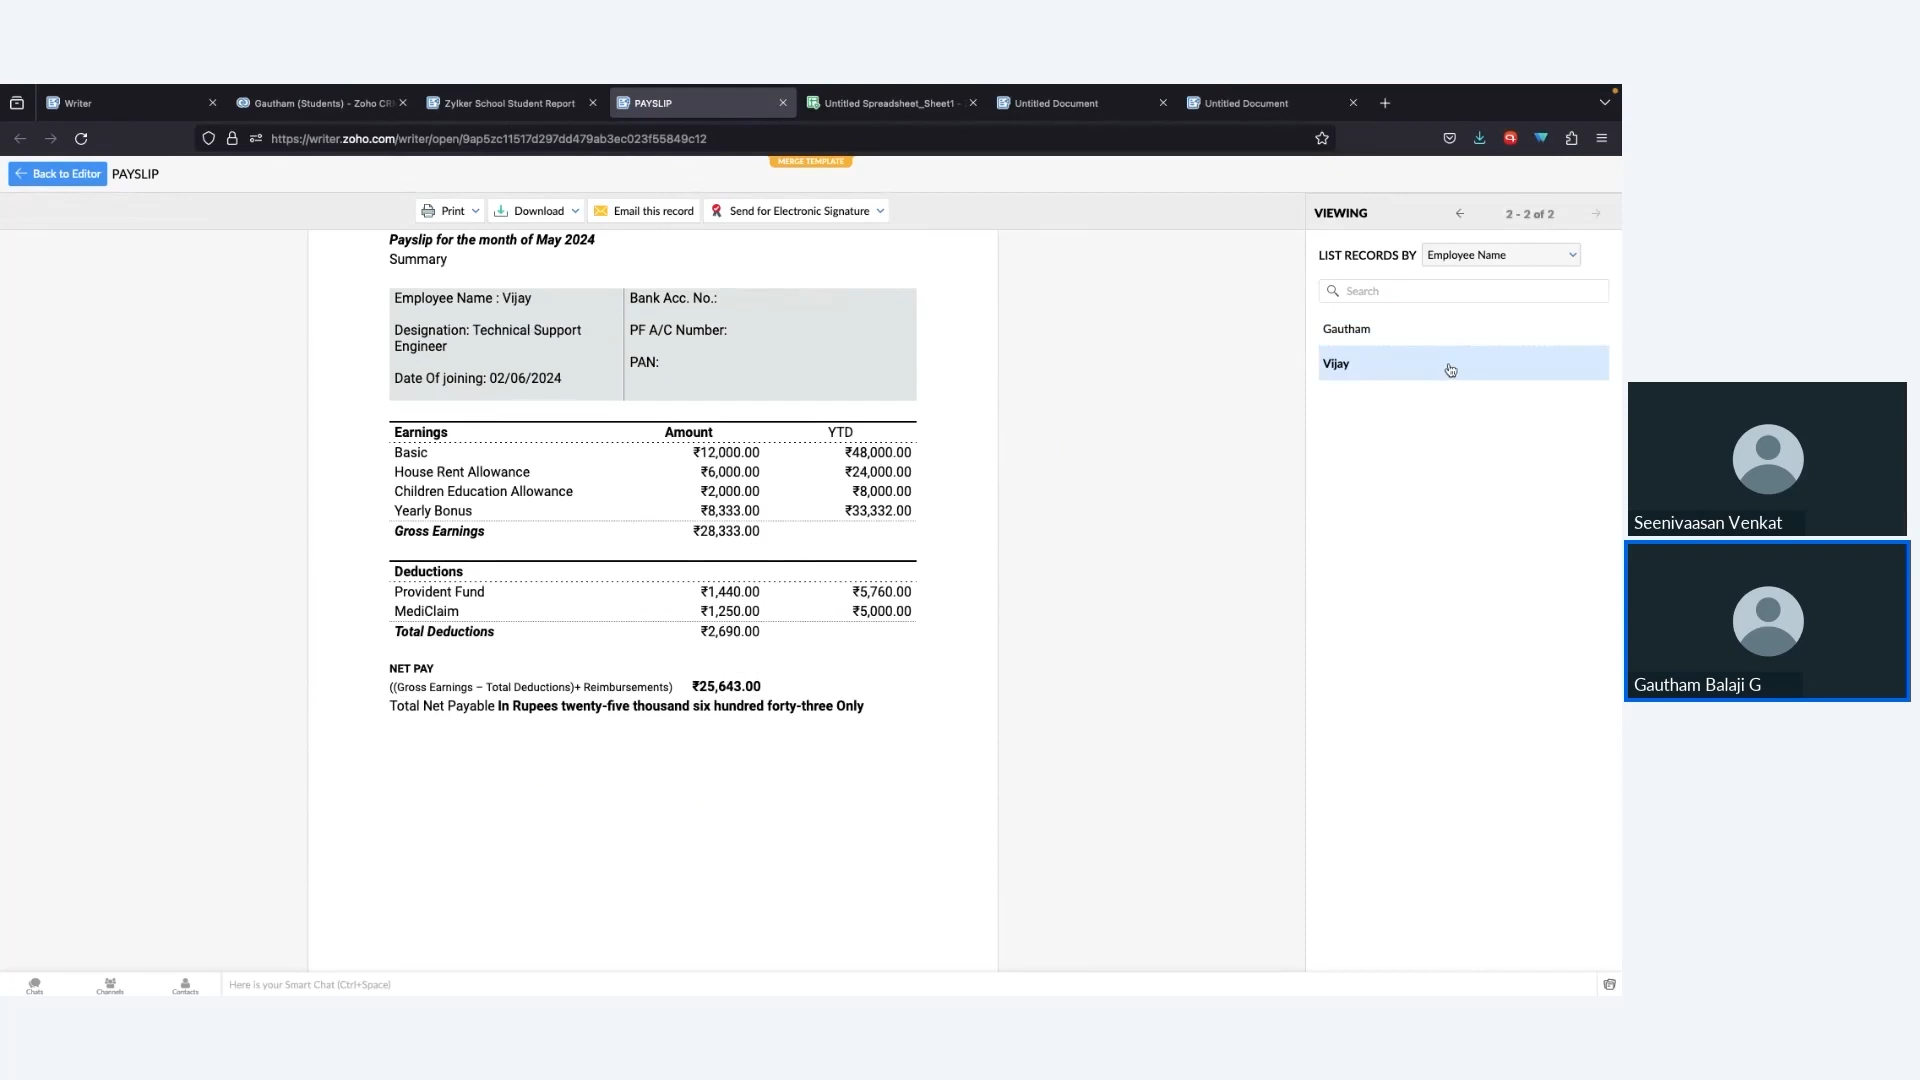 Writer
Gautham (Students) - Zoho CR
Zylker School Student Report
PAYSLIP
Untitled Spreadsheet_Sheet1 -
Untitled Document
Untitled Document
https://writer.zoho.com/writer/open/9ap5zc11517d297dd479ab3ec023f55849c12
Back to Editor
PAYSLIP
MERGE TEMPLATE
Print
Download
Email this record
Send for Electronic Signature
VIEWING
2 - 2 of 2
LIST RECORDS BY
Employee Name
Search
Gautham
Vijay
Payslip for the month of May 2024
Summary
Employee Name : Vijay
Designation: Technical Support
Engineer
Date Of joining: 02/06/2024
Bank Acc. No.:
PF A/C Number:
PAN:
Earnings Amount YTD
Basic ₹12,000.00 ₹48,000.00
House Rent Allowance ₹6,000.00 ₹24,000.00
Children Education Allowance ₹2,000.00 ₹8,000.00
Yearly Bonus ₹8,333.00 ₹33,332.00
Gross Earnings ₹28,333.00
Deductions
Provident Fund ₹1,440.00 ₹5,760.00
MediClaim ₹1,250.00 ₹5,000.00
Total Deductions ₹2,690.00
NET PAY
((Gross Earnings – Total Deductions)+ Reimbursements) ₹25,643.00
Total Net Payable In Rupees twenty-five thousand six hundred forty-three Only
Chats
Channels
Contacts
Here is your Smart Chat (Ctrl+Space)
Seenivaasan Venkat
Gautham Balaji G